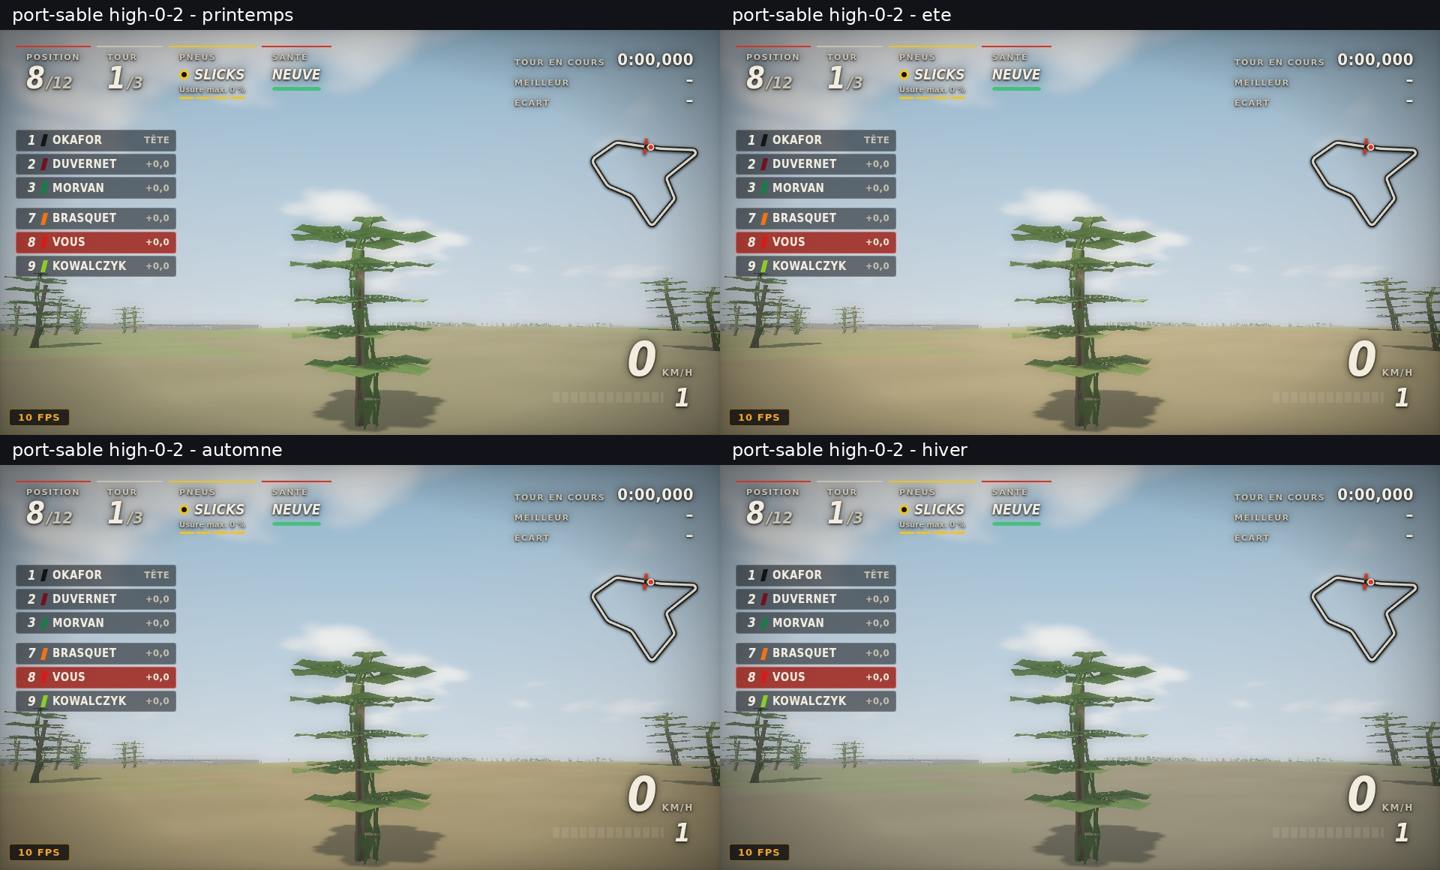 port-sable high-0-2 - printemps
POSITION TOUR PNEUS SANTÉ
8/12 1/3 SLICKS NEUVE
Usure max. 0 %
TOUR EN COURS 0:00,000
MEILLEUR –
ÉCART –
1 OKAFOR TÊTE
2 DUVERNET +0,0
3 MORVAN +0,0
7 BRASQUET +0,0
8 VOUS +0,0
9 KOWALCZYK +0,0
0 KM/H
1
10 FPS
port-sable high-0-2 - ete
POSITION TOUR PNEUS SANTÉ
8/12 1/3 SLICKS NEUVE
Usure max. 0 %
TOUR EN COURS 0:00,000
MEILLEUR –
ÉCART –
1 OKAFOR TÊTE
2 DUVERNET +0,0
3 MORVAN +0,0
7 BRASQUET +0,0
8 VOUS +0,0
9 KOWALCZYK +0,0
0 KM/H
1
10 FPS
port-sable high-0-2 - automne
POSITION TOUR PNEUS SANTÉ
8/12 1/3 SLICKS NEUVE
Usure max. 0 %
TOUR EN COURS 0:00,000
MEILLEUR –
ÉCART –
1 OKAFOR TÊTE
2 DUVERNET +0,0
3 MORVAN +0,0
7 BRASQUET +0,0
8 VOUS +0,0
9 KOWALCZYK +0,0
0 KM/H
1
10 FPS
port-sable high-0-2 - hiver
POSITION TOUR PNEUS SANTÉ
8/12 1/3 SLICKS NEUVE
Usure max. 0 %
TOUR EN COURS 0:00,000
MEILLEUR –
ÉCART –
1 OKAFOR TÊTE
2 DUVERNET +0,0
3 MORVAN +0,0
7 BRASQUET +0,0
8 VOUS +0,0
9 KOWALCZYK +0,0
0 KM/H
1
10 FPS